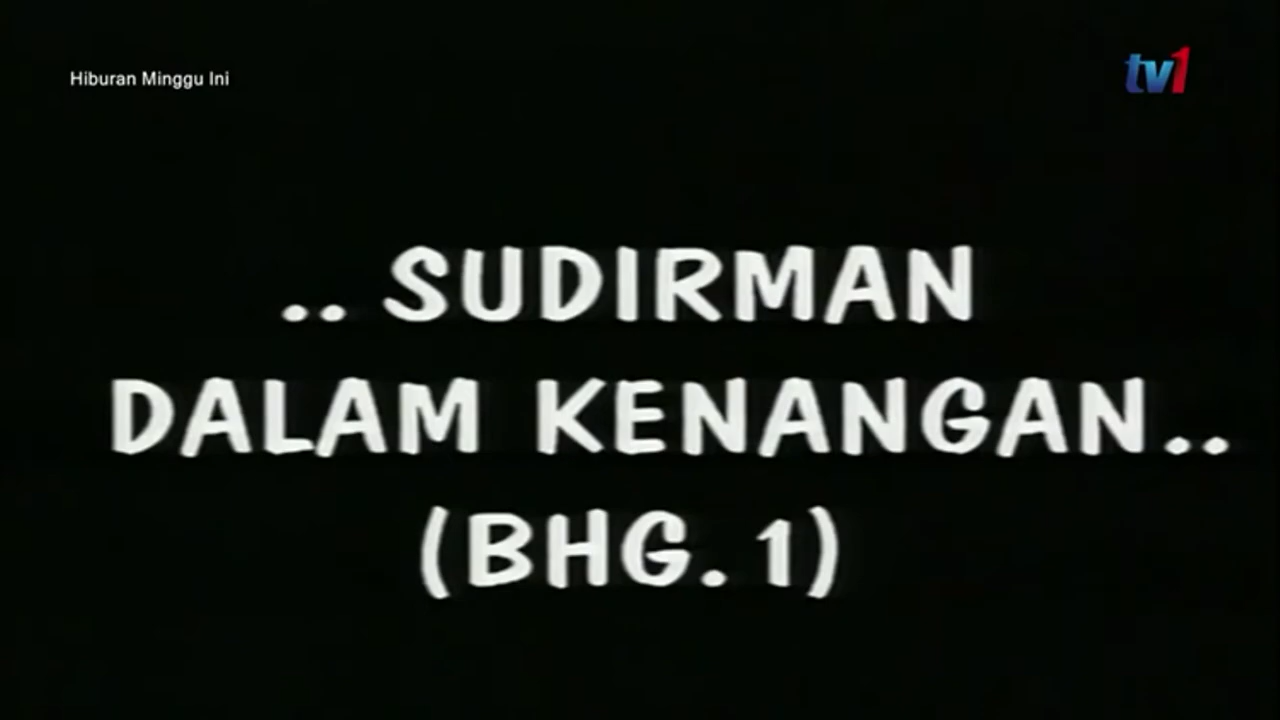 Hiburan Minggu Ini
tv1
.. SUDIRMAN
DALAM KENANGAN..
(BHG. 1)